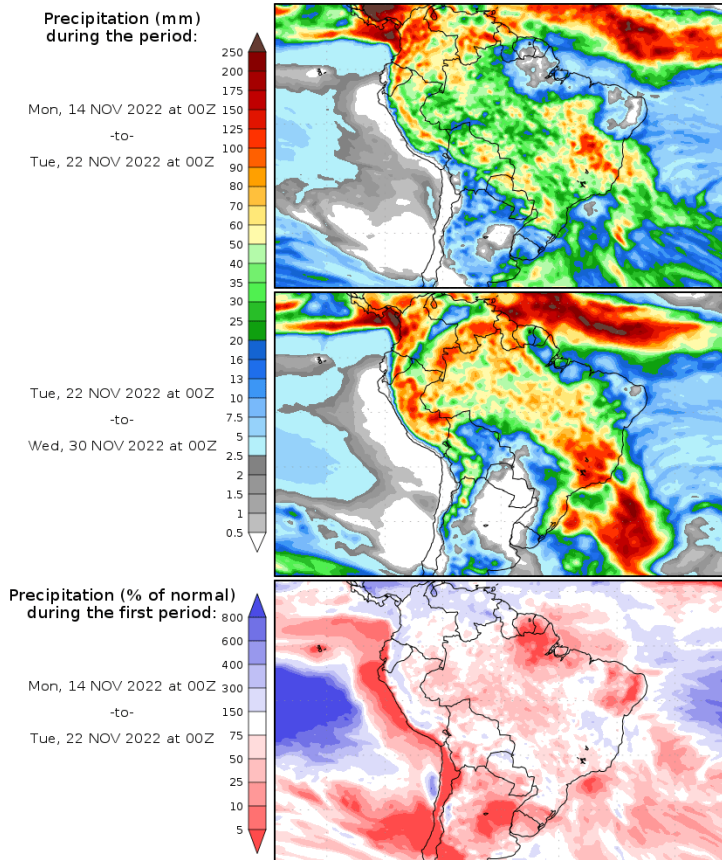 Precipitation (mm)
during the period:
Mon, 14 NOV 2022 at 00Z
-to-
Tue, 22 NOV 2022 at 00Z
250
200
175
150
125
100
90
80
70
60
50
40
35
30
25
20
16
13
10
7.5
5
2.5
2
1.5
1
0.5
Tue, 22 NOV 2022 at 00Z
-to-
Wed, 30 NOV 2022 at 00Z
Precipitation (% of normal)
during the first period:
Mon, 14 NOV 2022 at 00Z
-to-
Tue, 22 NOV 2022 at 00Z
800
600
400
300
150
75
50
25
10
5